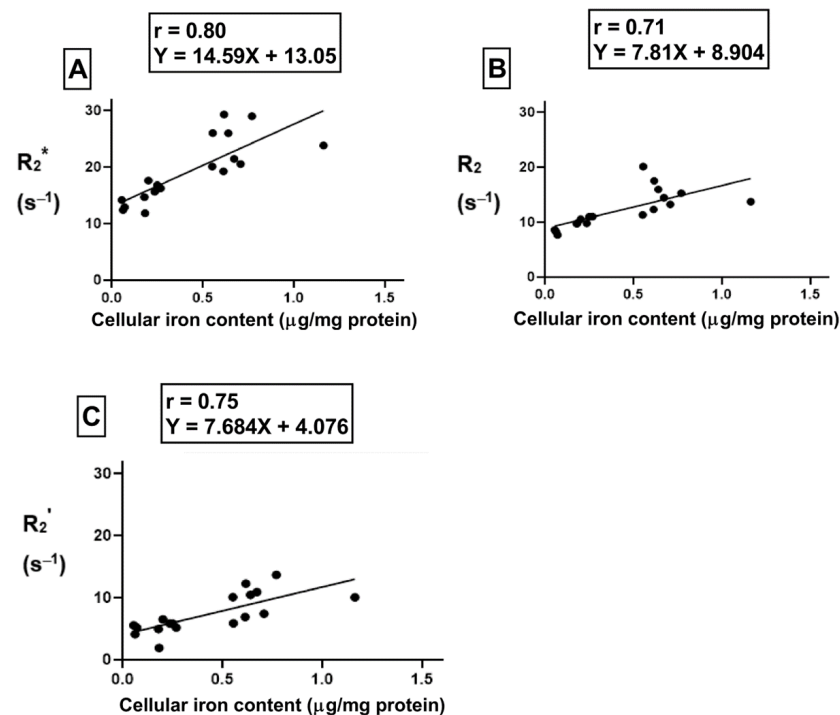 r = 0.80
Y = 14.59X + 13.05
A
R₂*
(s⁻¹)
30
20
10
0
0.0 0.5 1.0 1.5
Cellular iron content (μg/mg protein)
r = 0.71
Y = 7.81X + 8.904
B
R₂
(s⁻¹)
30
20
10
0
0.0 0.5 1.0 1.5
Cellular iron content (μg/mg protein)
r = 0.75
Y = 7.684X + 4.076
C
R₂'
(s⁻¹)
30
20
10
0
0.0 0.5 1.0 1.5
Cellular iron content (μg/mg protein)